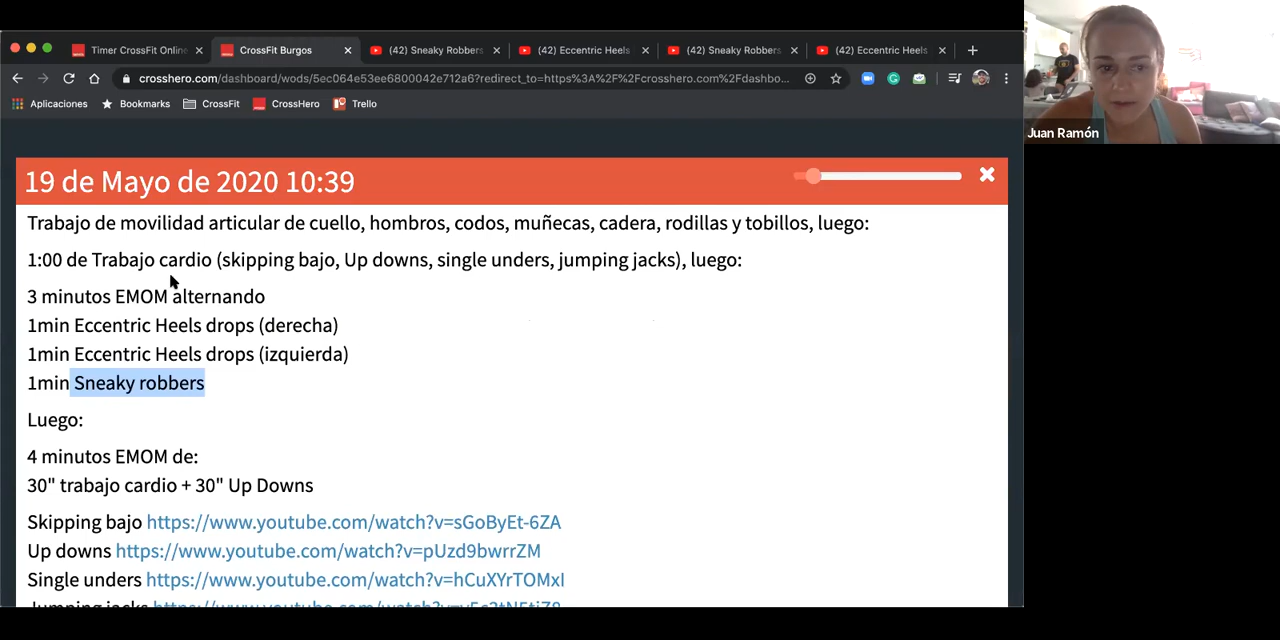 Timer CrossFit Online
CrossFit Burgos
(42) Sneaky Robbers
(42) Eccentric Heels
(42) Sneaky Robbers
(42) Eccentric Heels
crosshero.com/dashboard/wods/5ec064e53ee6800042e712a6?redirect_to=https%3A%2F%2Fcrosshero.com%2Fdashbo...
Aplicaciones Bookmarks CrossFit CrossHero Trello
Juan Ramón
19 de Mayo de 2020 10:39
Trabajo de movilidad articular de cuello, hombros, codos, muñecas, cadera, rodillas y tobillos, luego:
1:00 de Trabajo cardio (skipping bajo, Up downs, single unders, jumping jacks), luego:
3 minutos EMOM alternando
1min Eccentric Heels drops (derecha)
1min Eccentric Heels drops (izquierda)
1min Sneaky robbers
Luego:
4 minutos EMOM de:
30" trabajo cardio + 30" Up Downs
Skipping bajo https://www.youtube.com/watch?v=sGoByEt-6ZA
Up downs https://www.youtube.com/watch?v=pUzd9bwrrZM
Single unders https://www.youtube.com/watch?v=hCuXYrTOMxI
Jumping jacks